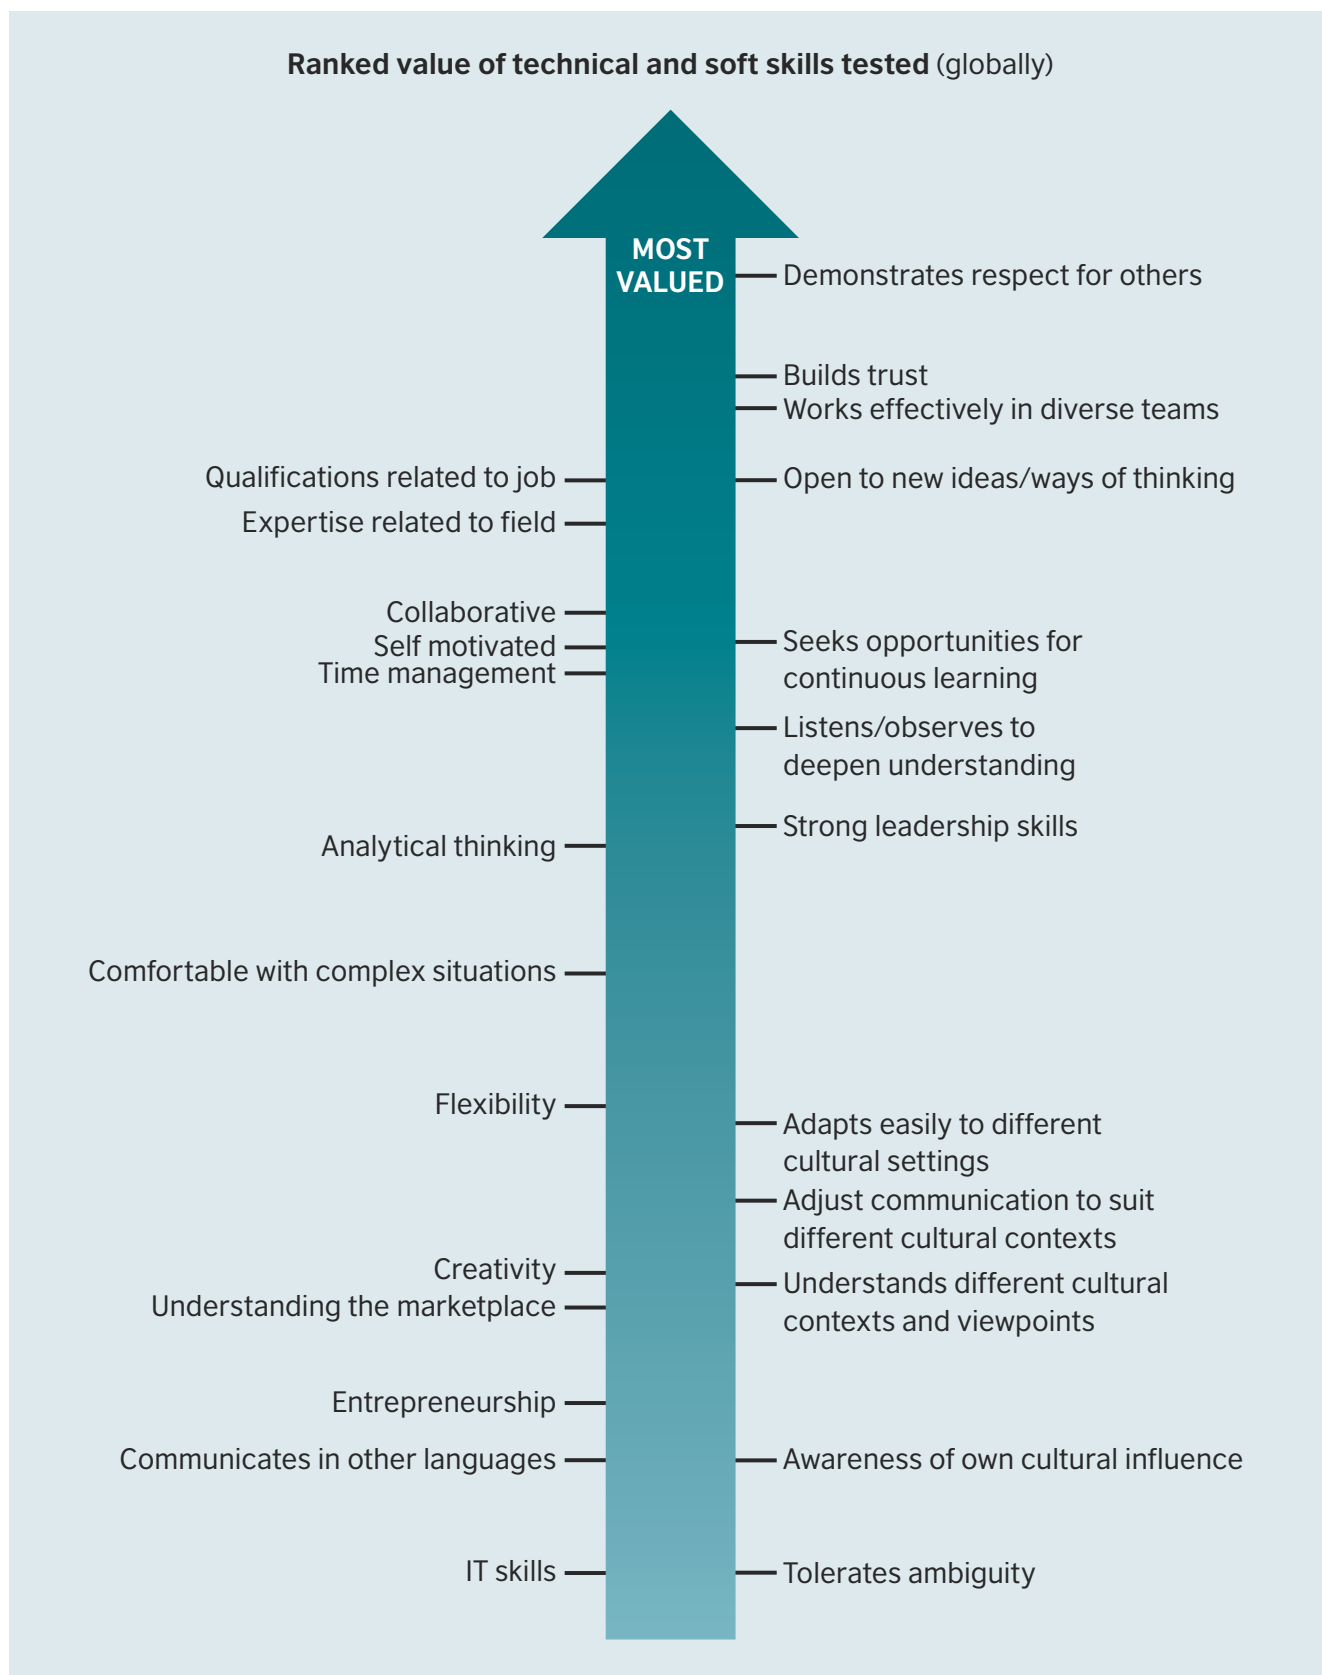 Ranked value of technical and soft skills tested (globally)
MOST
VALUED
Demonstrates respect for others
Builds trust
Works effectively in diverse teams
Qualifications related to job
Open to new ideas/ways of thinking
Expertise related to field
Collaborative
Self motivated
Time management
Seeks opportunities for
continuous learning
Listens/observes to
deepen understanding
Strong leadership skills
Analytical thinking
Comfortable with complex situations
Flexibility
Adapts easily to different
cultural settings
Adjust communication to suit
different cultural contexts
Creativity
Understanding the marketplace
Understands different cultural
contexts and viewpoints
Entrepreneurship
Communicates in other languages
Awareness of own cultural influence
IT skills
Tolerates ambiguity